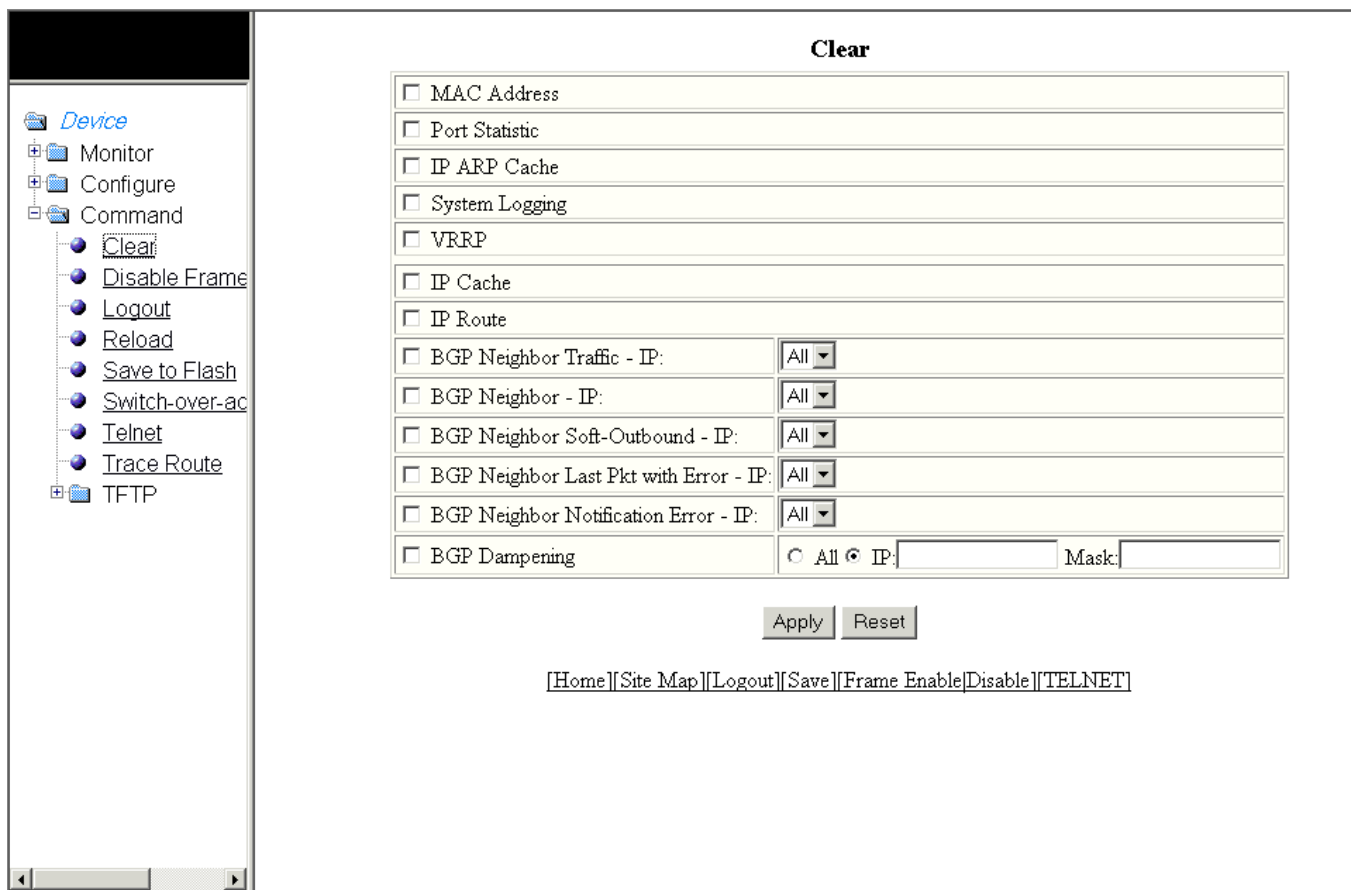 Device
Monitor
Configure
Command
Clear
Disable Frame
Logout
Reload
Save to Flash
Switch-over-ac
Telnet
Trace Route
TFTP
Clear
MAC Address
Port Statistic
IP ARP Cache
System Logging
VRRP
IP Cache
IP Route
BGP Neighbor Traffic - IP: All
BGP Neighbor - IP: All
BGP Neighbor Soft-Outbound - IP: All
BGP Neighbor Last Pkt with Error - IP: All
BGP Neighbor Notification Error - IP: All
BGP Dampening All IP: Mask:
Apply Reset
[Home][Site Map][Logout][Save][Frame Enable|Disable][TELNET]